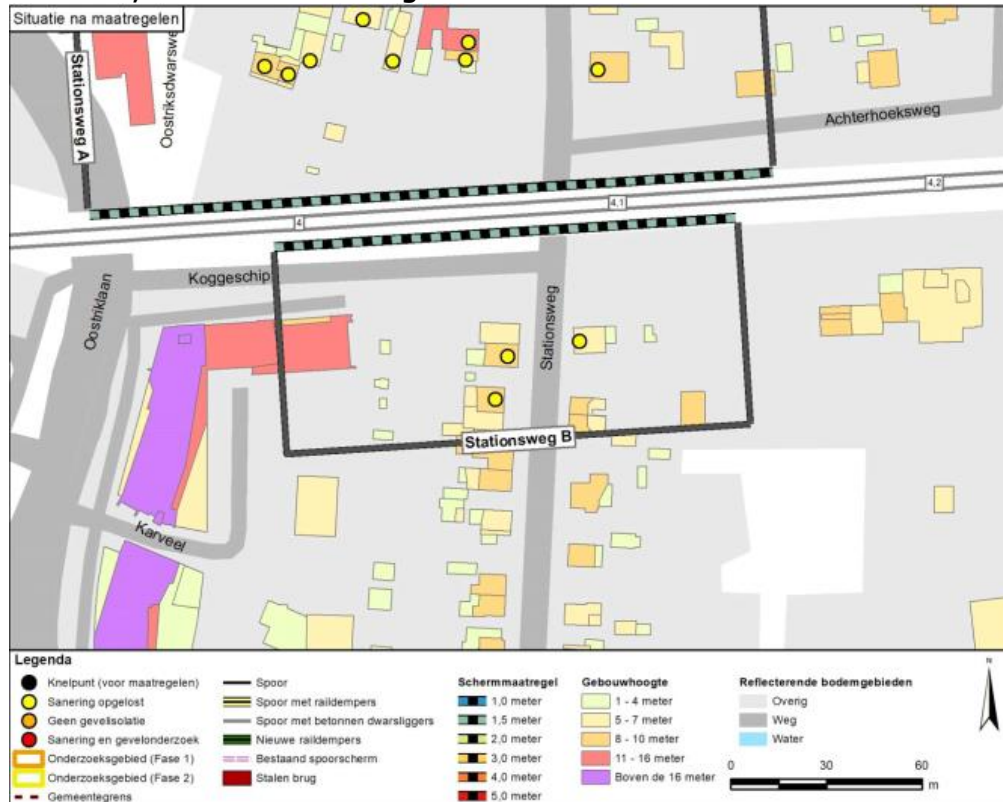 Situatie na maatregelen
Stationsweg A
Oostriksdwarsweg
Achterhoeksweg
4
4,1
4,2
Koggeschip
Oostriklaan
Stationsweg
Stationsweg B
Karveel
Legenda
Knelpunt (voor maatregelen)
Sanering opgelost
Geen gevelisolatie
Sanering en gevelonderzoek
Onderzoeksgebied (Fase 1)
Onderzoeksgebied (Fase 2)
Gemeentegrens
Spoor
Spoor met raildempers
Spoor met betonnen dwarsliggers
Nieuwe raildempers
Bestaand spoorscherm
Stalen brug
Schermmaatregel
1,0 meter
1,5 meter
2,0 meter
3,0 meter
4,0 meter
5,0 meter
Gebouwhoogte
1 - 4 meter
5 - 7 meter
8 - 10 meter
11 - 16 meter
Boven de 16 meter
Reflecterende bodemgebieden
Overig
Weg
Water
N
0 30 60
m